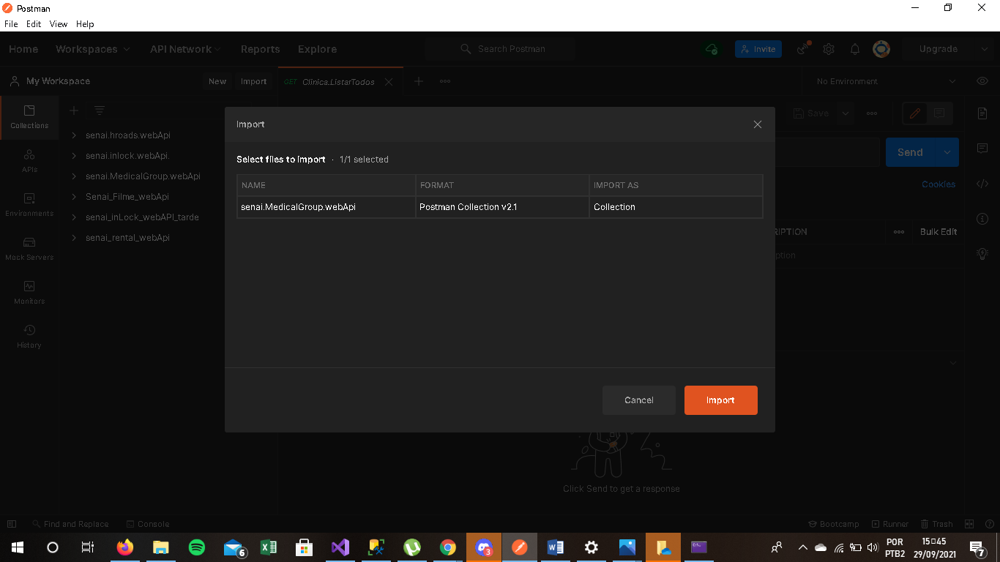 Postman
File Edit View Help
Home Workspaces API Network Reports Explore Search Postman Invite Upgrade
My Workspace New Import GET Clinica.ListarTodos No Environment
Save
Collections
APIs
Environments
Mock Servers
Monitors
History
senai.hroads.webApi
senai.inlock.webApi.
senai.MedicalGroup.webApi
Senai_Filme_webApi
senai_inLock_webAPI_tarde
senai_rental_webApi
Import
Select files to import · 1/1 selected
NAME FORMAT IMPORT AS
senai.MedicalGroup.webApi Postman Collection v2.1 Collection
Cancel Import
Send
Cookies
RIPTION Bulk Edit
ption
Click Send to get a response
Find and Replace Console Bootcamp Runner Trash
6
3
POR
PTB2
15:45
29/09/2021
7